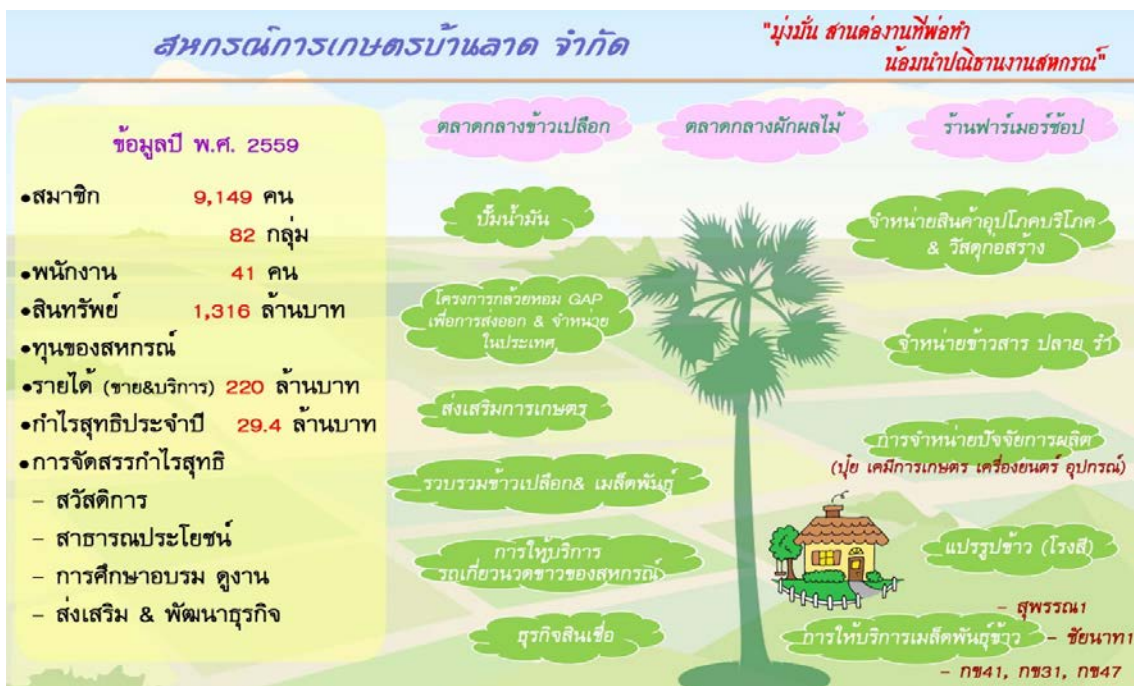 สหกรณ์การเกษตรบ้านลาด จำกัด
"มุ่งมั่น สานต่องานที่พ่อทำ
น้อมนำปณิธานงานสหกรณ์"
ข้อมูลปี พ.ศ. 2559
•สมาชิก 9,149 คน
82 กลุ่ม
•พนักงาน 41 คน
•สินทรัพย์ 1,316 ล้านบาท
•ทุนของสหกรณ์
•รายได้ (ขาย&บริการ) 220 ล้านบาท
•กำไรสุทธิประจำปี 29.4 ล้านบาท
•การจัดสรรกำไรสุทธิ
– สวัสดิการ
– สาธารณประโยชน์
– การศึกษาอบรม ดูงาน
– ส่งเสริม & พัฒนาธุรกิจ
ตลาดกลางข้าวเปลือก
ตลาดกลางผักผลไม้
ร้านฟาร์เมอร์ช้อป
ปั๊มน้ำมัน
โครงการกล้วยหอม GAP
เพื่อการส่งออก & จำหน่าย
ในประเทศ
ส่งเสริมการเกษตร
รวบรวมข้าวเปลือก& เมล็ดพันธุ์
การให้บริการ
รถเกี่ยวนวดข้าวของสหกรณ์
ธุรกิจสินเชื่อ
จำหน่ายสินค้าอุปโภคบริโภค
& วัสดุกอสร้าง
จำหน่ายข้าวสาร ปลาย รำ
การจำหน่ายปัจจัยการผลิต
(ปุ๋ย เคมีการเกษตร เครื่องยนตร์ อุปกรณ์)
แปรรูปข้าว (โรงสี)
การให้บริการเมล็ดพันธุ์ข้าว
– สุพรรณ1
– ชัยนาท1
– กข41, กข31, กข47